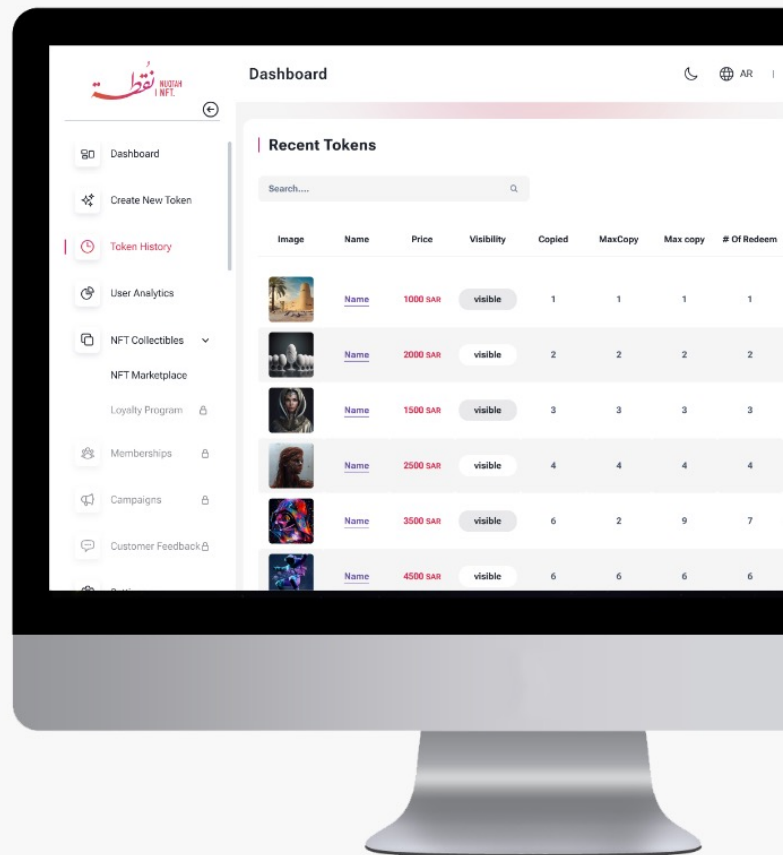 نقطة
NUQTAH
NFT.
Dashboard
AR
Dashboard
Create New Token
Token History
User Analytics
NFT Collectibles
NFT Marketplace
Loyalty Program
Memberships
Campaigns
Customer Feedback
Recent Tokens
Search....
Image Name Price Visibility Copied MaxCopy Max copy # Of Redeem
Name 1000 SAR visible 1 1 1 1
Name 2000 SAR visible 2 2 2 2
Name 1500 SAR visible 3 3 3 3
Name 2500 SAR visible 4 4 4 4
Name 3500 SAR visible 6 2 9 7
Name 4500 SAR visible 6 6 6 6